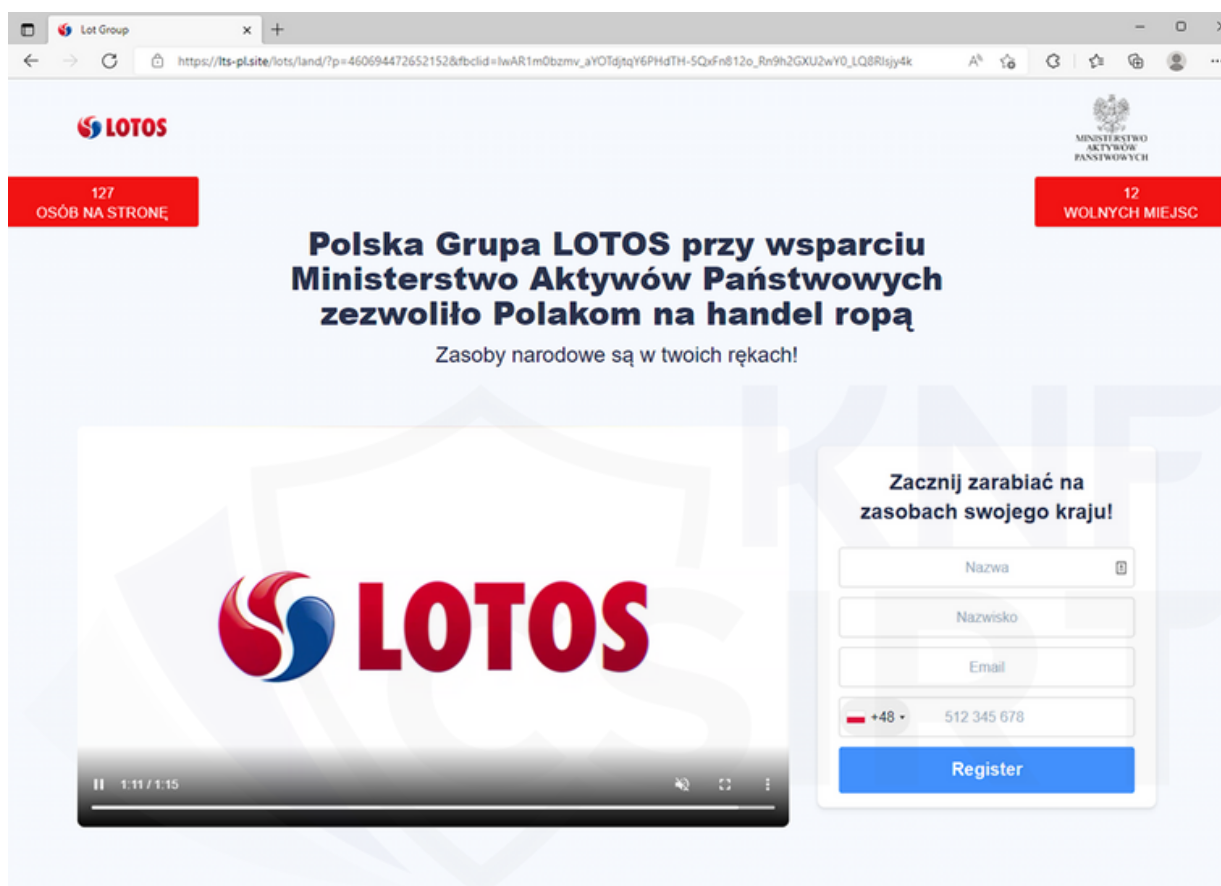 Lot Group
https://lts-pl.site/lots/land/?p=460694472652152&fbclid=IwAR1m0bzmv_aYOTdjtqY6PHdTH-5QxFn812o_Rn9h2GXU2wY0_LQ8RIsjy4k
LOTOS
MINISTERSTWO
AKTYWÓW
PAŃSTWOWYCH
127
OSÓB NA STRONĘ
12
WOLNYCH MIEJSC
Polska Grupa LOTOS przy wsparciu
Ministerstwo Aktywów Państwowych
zezwoliło Polakom na handel ropą
Zasoby narodowe są w twoich rękach!
LOTOS
1:11 / 1:15
Zacznij zarabiać na
zasobach swojego kraju!
Nazwa
Nazwisko
Email
+48
512 345 678
Register
KNF
CSIRT